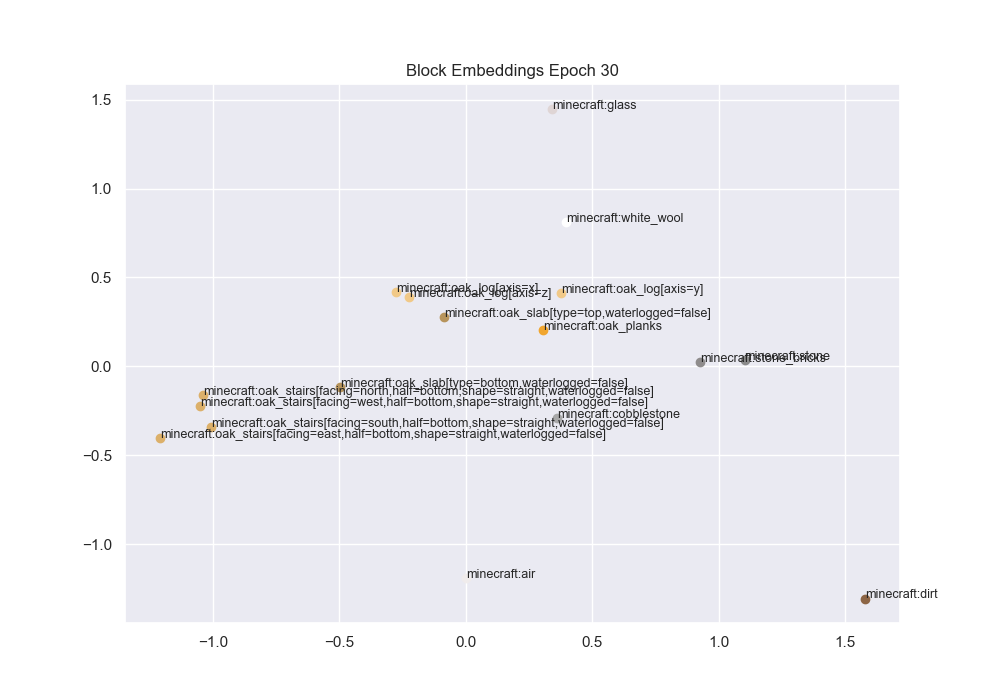 Block Embeddings Epoch 30
1.5
minecraft:glass
1.0
minecraft:white_wool
0.5
minecraft:oak_log[axis=x]
minecraft:oak_log[axis=y]
minecraft:oak_log[axis=z]
minecraft:oak_slab[type=top,waterlogged=false]
minecraft:oak_planks
minecraft:stone
minecraft:stone_bricks
0.0
minecraft:oak_slab[type=bottom,waterlogged=false]
minecraft:oak_stairs[facing=north,half=bottom,shape=straight,waterlogged=false]
minecraft:oak_stairs[facing=west,half=bottom,shape=straight,waterlogged=false]
minecraft:cobblestone
minecraft:oak_stairs[facing=south,half=bottom,shape=straight,waterlogged=false]
minecraft:oak_stairs[facing=east,half=bottom,shape=straight,waterlogged=false]
−0.5
−1.0
minecraft:air
minecraft:dirt
−1.0 −0.5 0.0 0.5 1.0 1.5